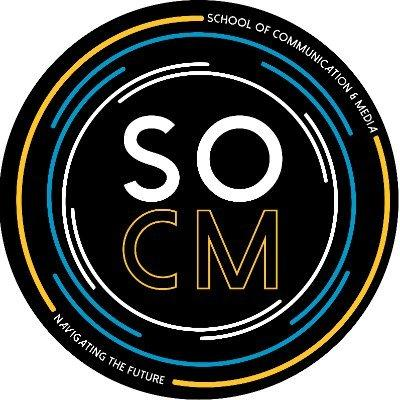 SCHOOL OF COMMUNICATION & MEDIA
SO
CM
NAVIGATING THE FUTURE